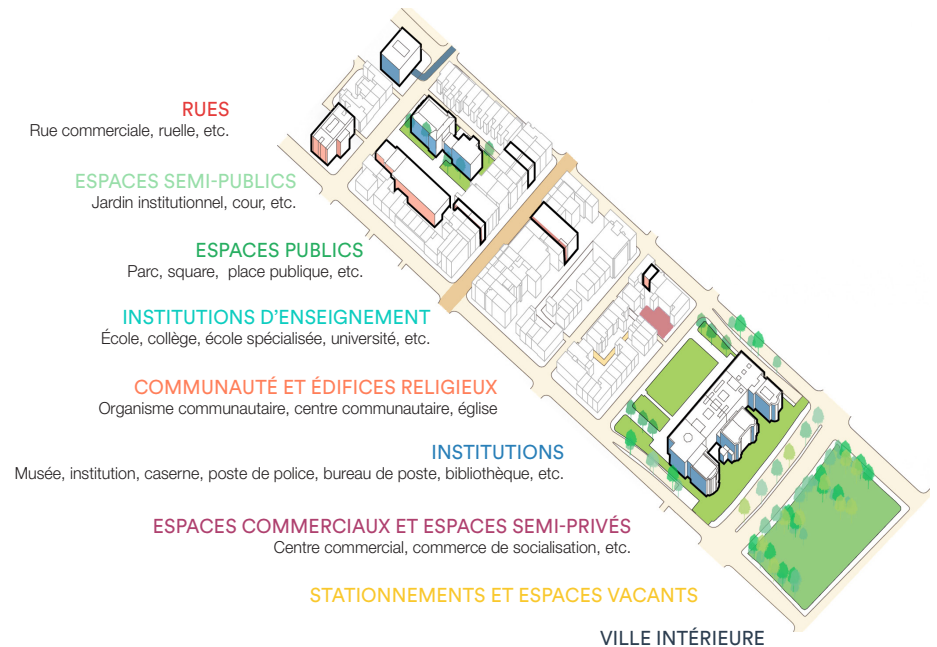 RUES
Rue commerciale, ruelle, etc.
ESPACES SEMI-PUBLICS
Jardin institutionnel, cour, etc.
ESPACES PUBLICS
Parc, square, place publique, etc.
INSTITUTIONS D'ENSEIGNEMENT
École, collège, école spécialisée, université, etc.
COMMUNAUTÉ ET ÉDIFICES RELIGIEUX
Organisme communautaire, centre communautaire, église
INSTITUTIONS
Musée, institution, caserne, poste de police, bureau de poste, bibliothèque, etc.
ESPACES COMMERCIAUX ET ESPACES SEMI-PRIVÉS
Centre commercial, commerce de socialisation, etc.
STATIONNEMENTS ET ESPACES VACANTS
VILLE INTÉRIEURE